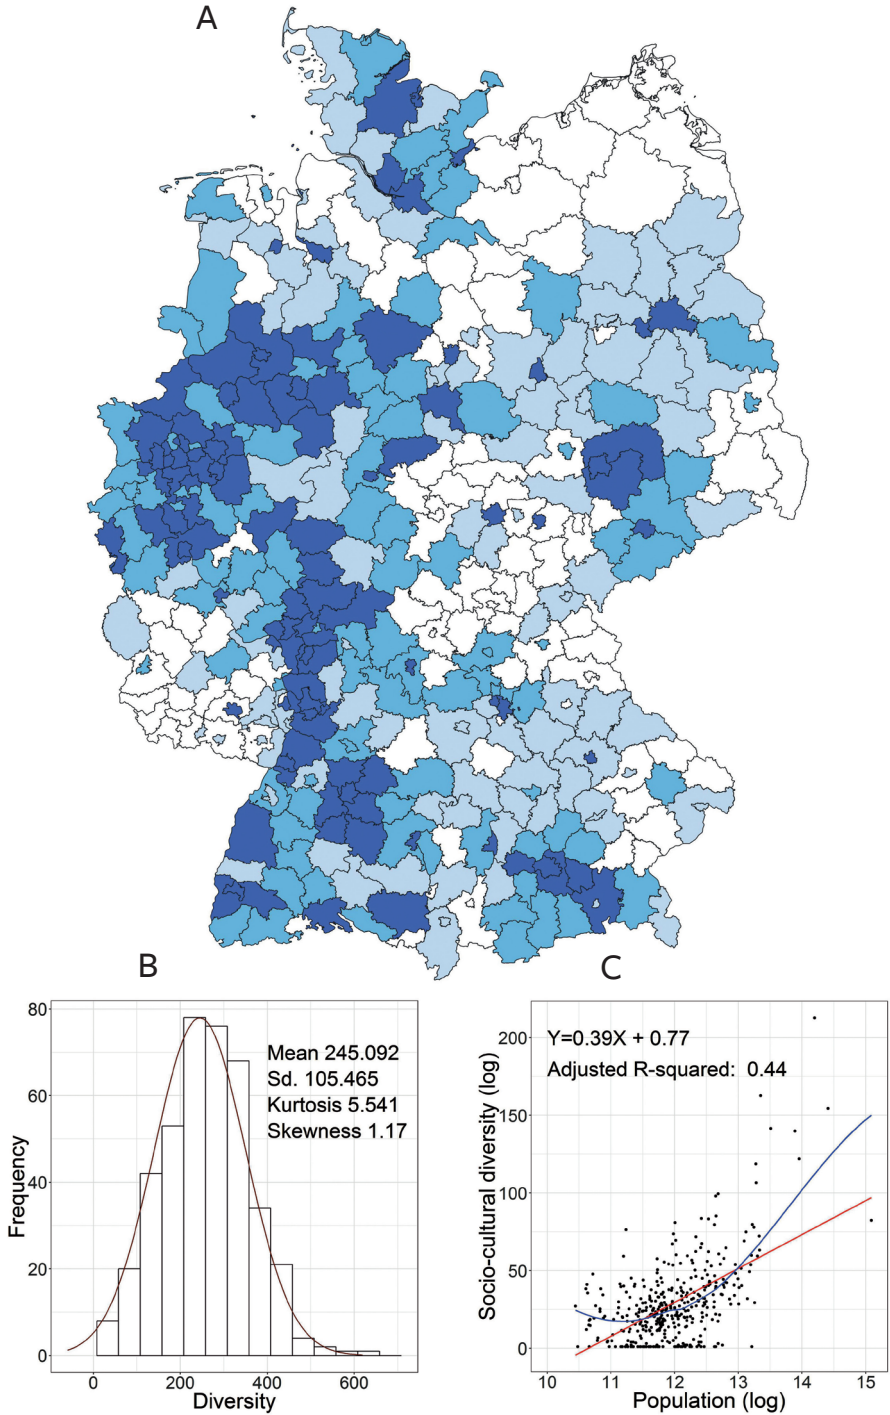 A
B
C
80
60
40
20
0
Frequency
Mean 245.092
Sd. 105.465
Kurtosis 5.541
Skewness 1.17
0
200
400
600
Diversity
Socio-cultural diversity (log)
200
150
100
50
0
Y=0.39X + 0.77
Adjusted R-squared: 0.44
10
11
12
13
14
15
Population (log)